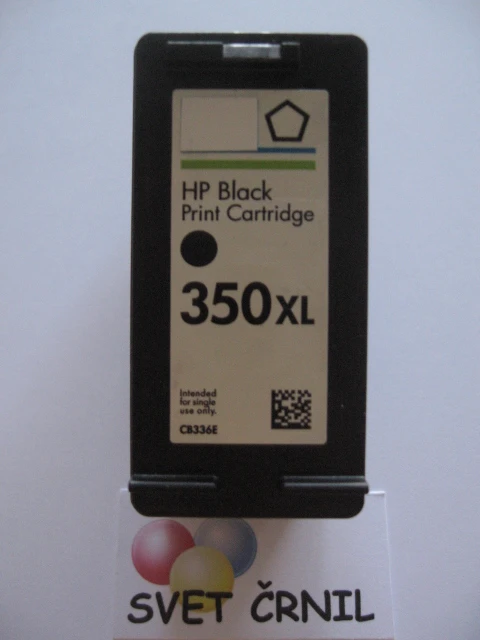 HP Black
Print Cartridge
350XL
Intended
for single
use only.
CB336E
SVET ČRNIL